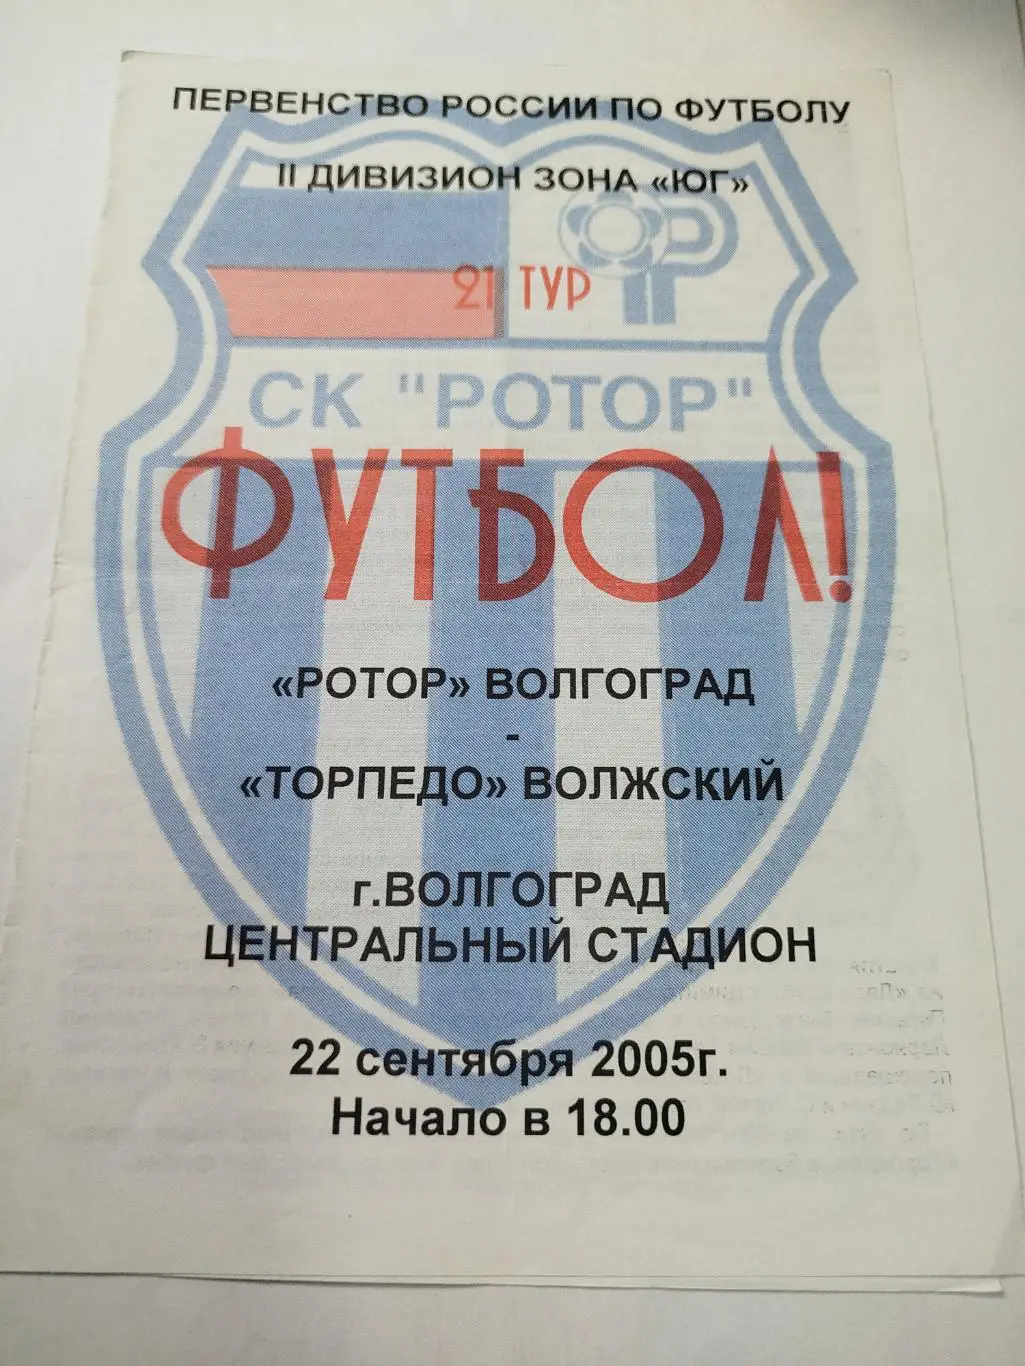 ПЕРВЕНСТВО РОССИИ ПО ФУТБОЛУ
II ДИВИЗИОН ЗОНА «ЮГ»
21 ТУР
СК "РОТОР"
ФУТБОЛ!
«РОТОР» ВОЛГОГРАД
-
«ТОРПЕДО» ВОЛЖСКИЙ
г.ВОЛГОГРАД
ЦЕНТРАЛЬНЫЙ СТАДИОН
22 сентября 2005г.
Начало в 18.00